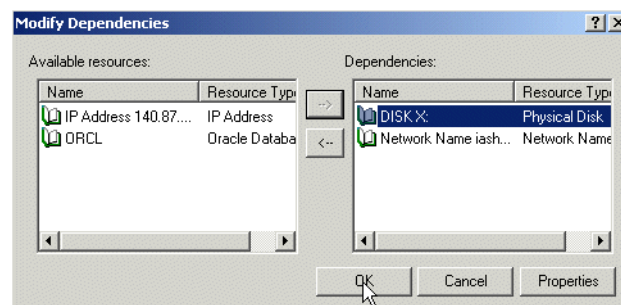 Modify Dependencies
Available resources:
Dependencies:
Name Resource Typ
IP Address 140.87.... IP Address
ORCL Oracle Databa
-->
<--
Name Resource Typ
DISK X: Physical Disk
Network Name iash... Network Name
OK Cancel Properties